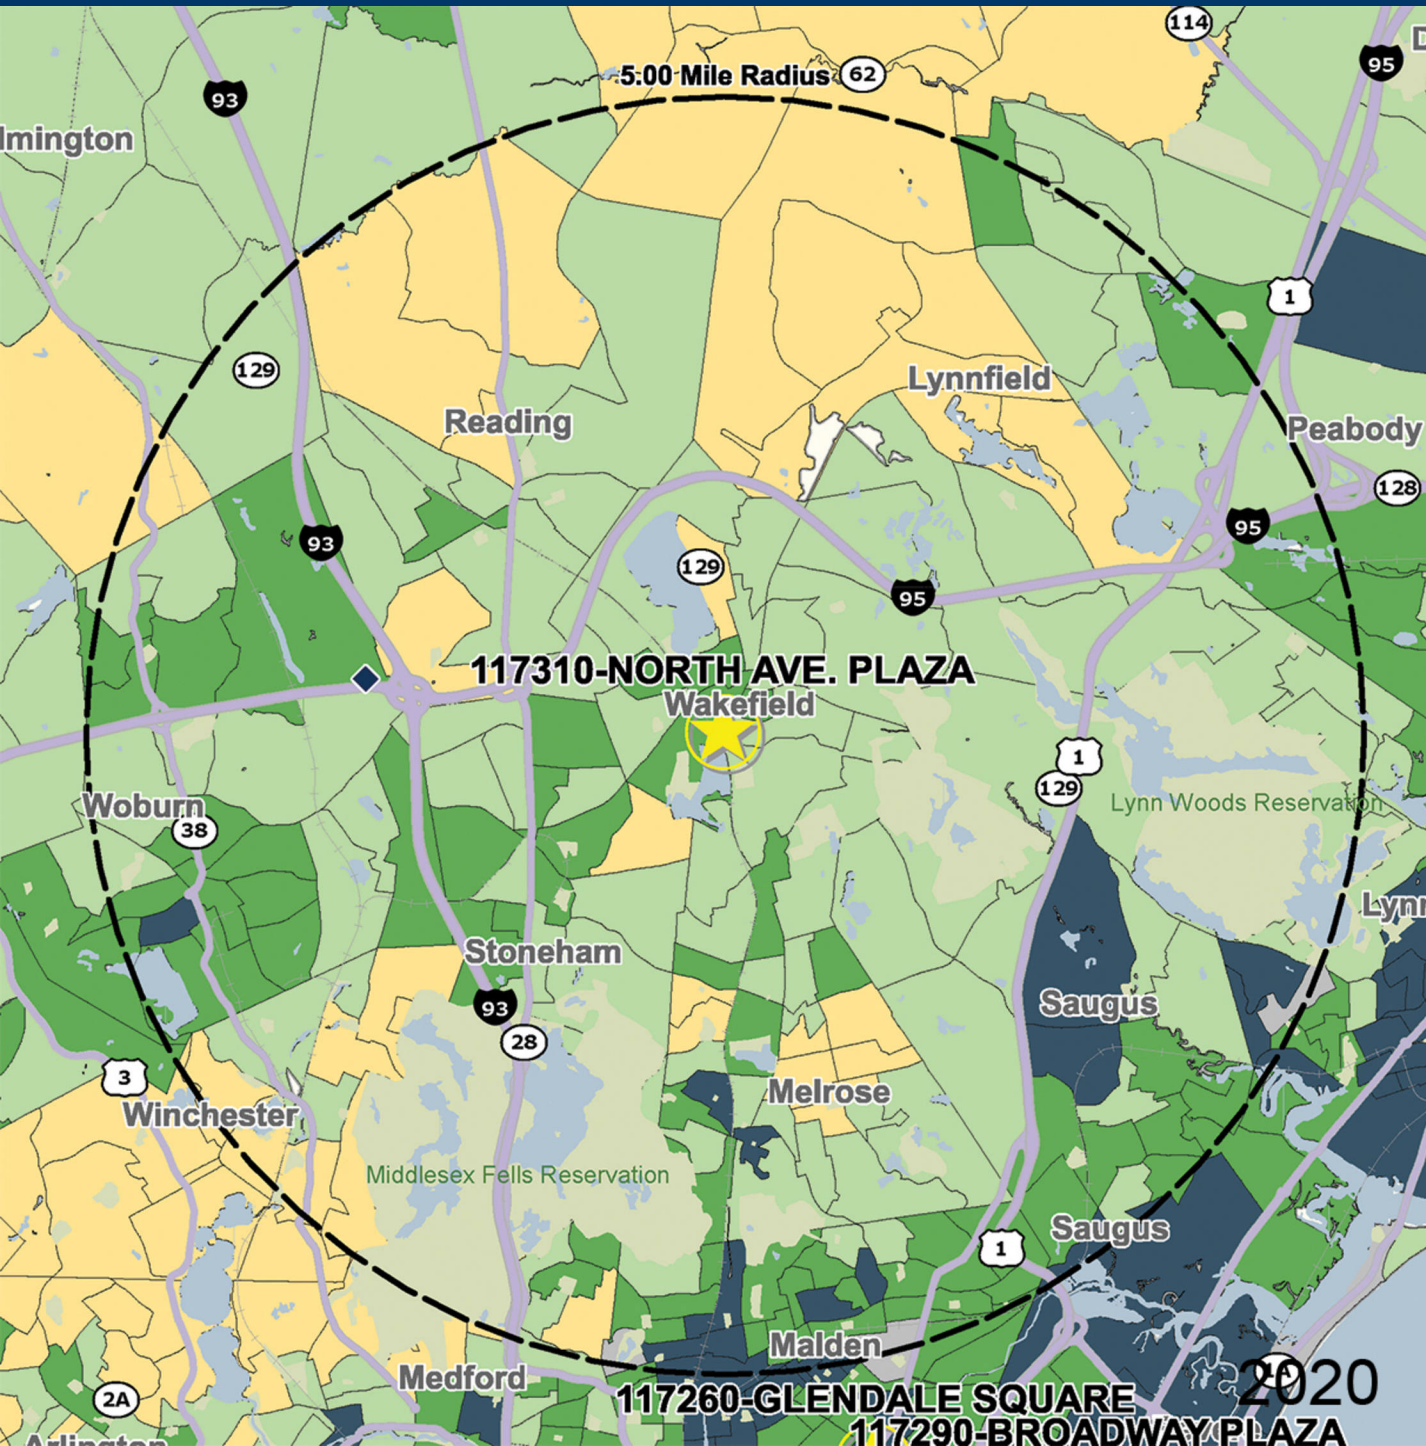 114
95
5.00 Mile Radius
62
93
lmington
1
129
Lynnfield
Reading
Peabody
128
95
93
129
95
117310-NORTH AVE. PLAZA
Wakefield
1
129
Lynn Woods Reservation
Woburn
38
Lynn
Stoneham
93
Saugus
28
3
Melrose
Winchester
Middlesex Fells Reservation
Saugus
1
Malden
Medford
2A
2020
117260-GLENDALE SQUARE
117290-BROADWAY PLAZA
Arlington